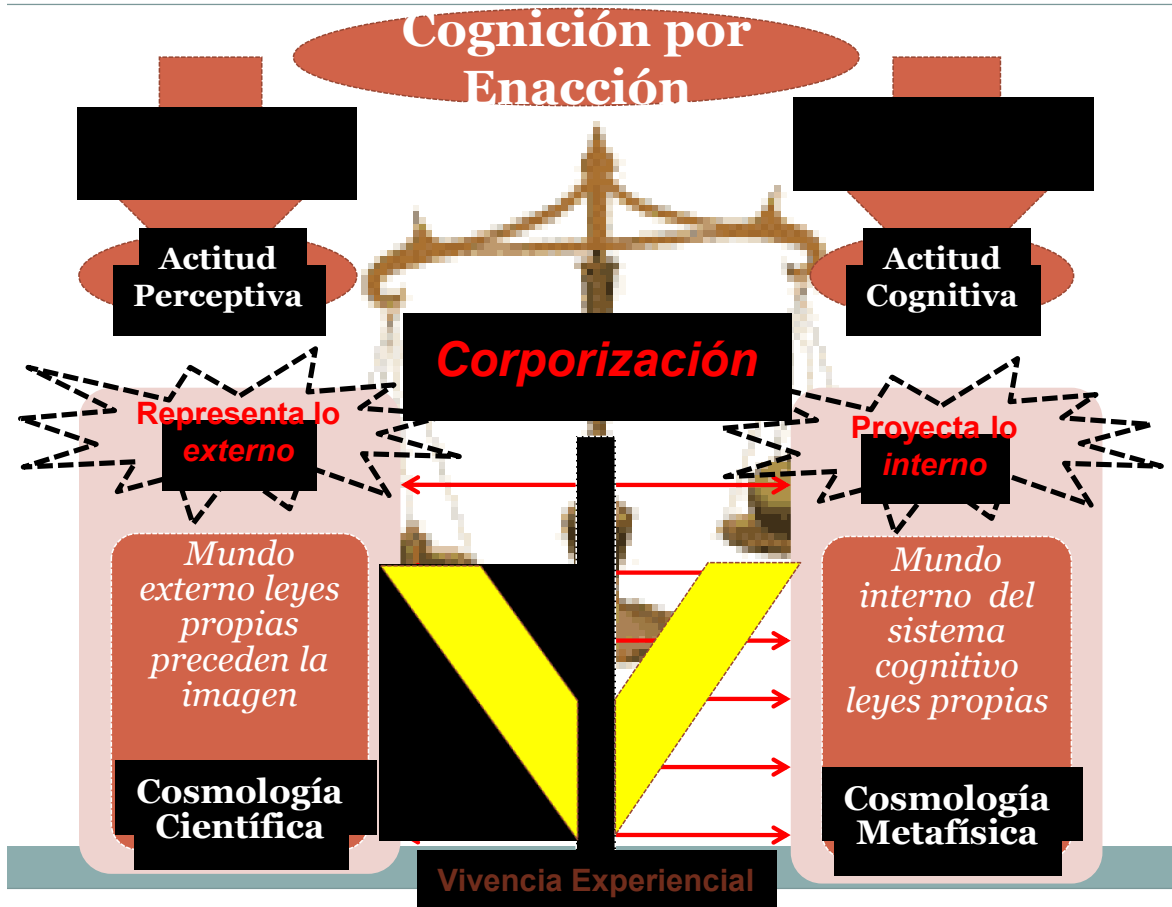 Cognición por
Enacción
Actitud
Perceptiva
Actitud
Cognitiva
Corporización
Representa lo
externo
Proyecta lo
interno
Mundo
externo leyes
propias
preceden la
imagen
Mundo
interno del
sistema
cognitivo
leyes propias
Cosmología
Científica
Cosmología
Metafísica
Vivencia Experiencial